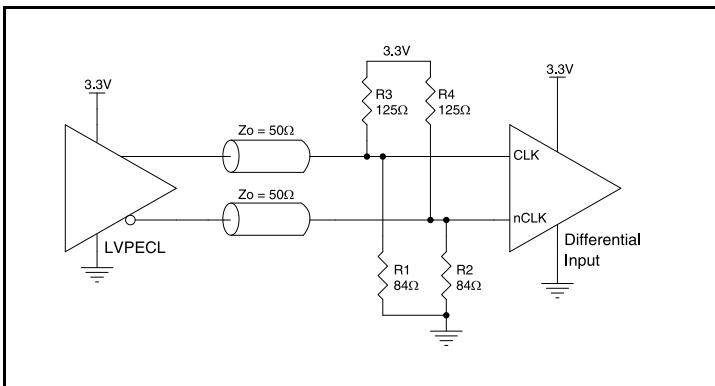 3.3V
3.3V
3.3V
R3
125Ω
R4
125Ω
Zo = 50Ω
CLK
Zo = 50Ω
nCLK
LVPECL
Differential
Input
R1
84Ω
R2
84Ω